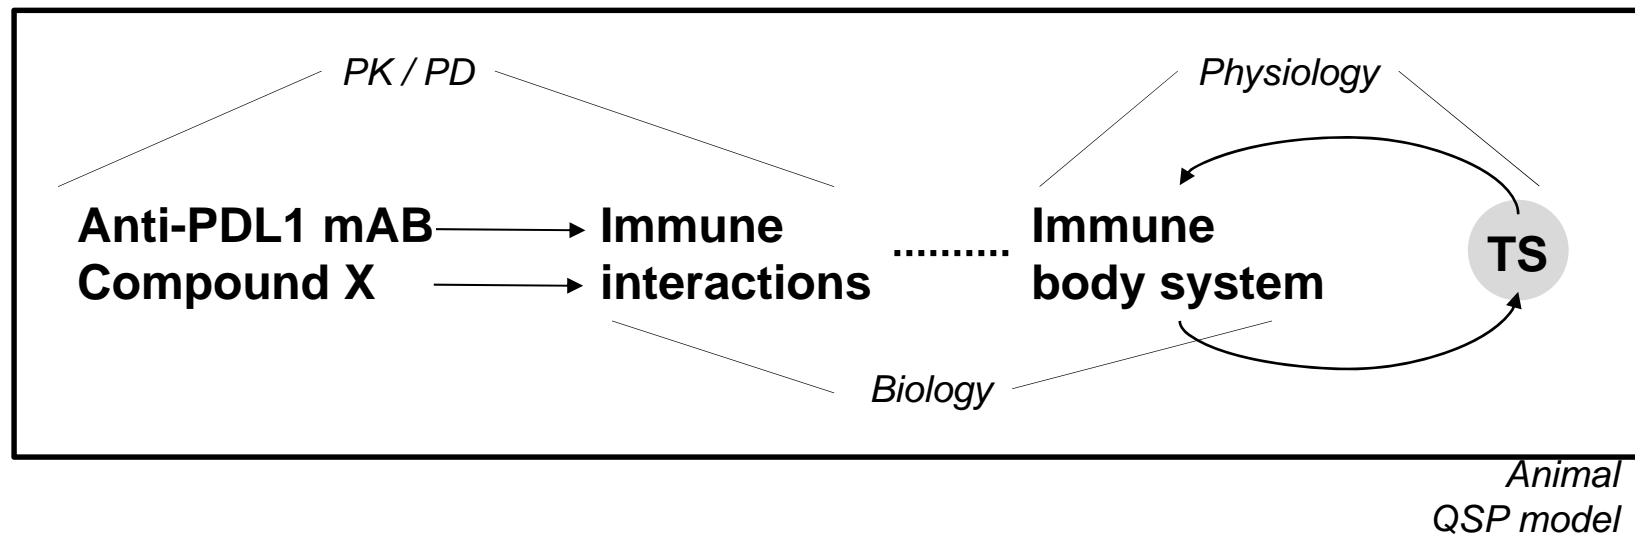 PK / PD
Physiology
Anti-PDL1 mAB
Compound X
Immune
interactions
..........
Immune
body system
TS
Biology
Animal
QSP model